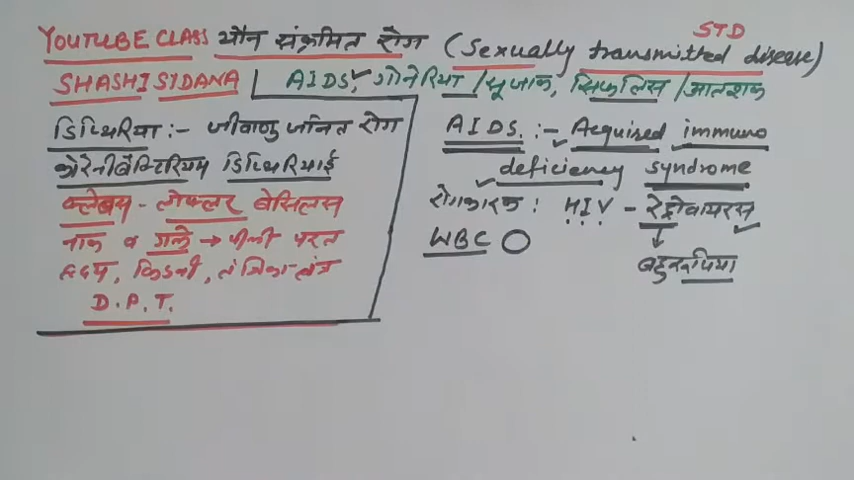 STD
YOUTUBE CLASS यौन संक्रमित रोग (Sexually transmitted disease)
SHASHI SIDANA AIDS, गोनेरिया / सूजाक, सिफलिस / आतशक
डिप्थिरिया :- जीवाणु जनित रोग
कोरेनीबैक्टिरियम डिप्थिरियाई
क्लेबस - लोफ्लर बेसिलस
नाक व गले → पीली परत
हृदय, किडनी, तंत्रिका-तंत्र
D.P.T.
AIDS :- Acquired immuno
deficiency syndrome
रोगकारक : HIV - रेट्रोवायरस
WBC
बहुरूपिया